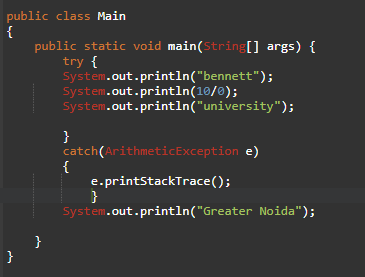 public class Main
{
    public static void main(String[] args) {
        try {
        System.out.println("bennett");
        System.out.println(10/0);
        System.out.println("university");

        }
        catch(ArithmeticException e)
        {
            e.printStackTrace();
            }
        System.out.println("Greater Noida");

    }
}